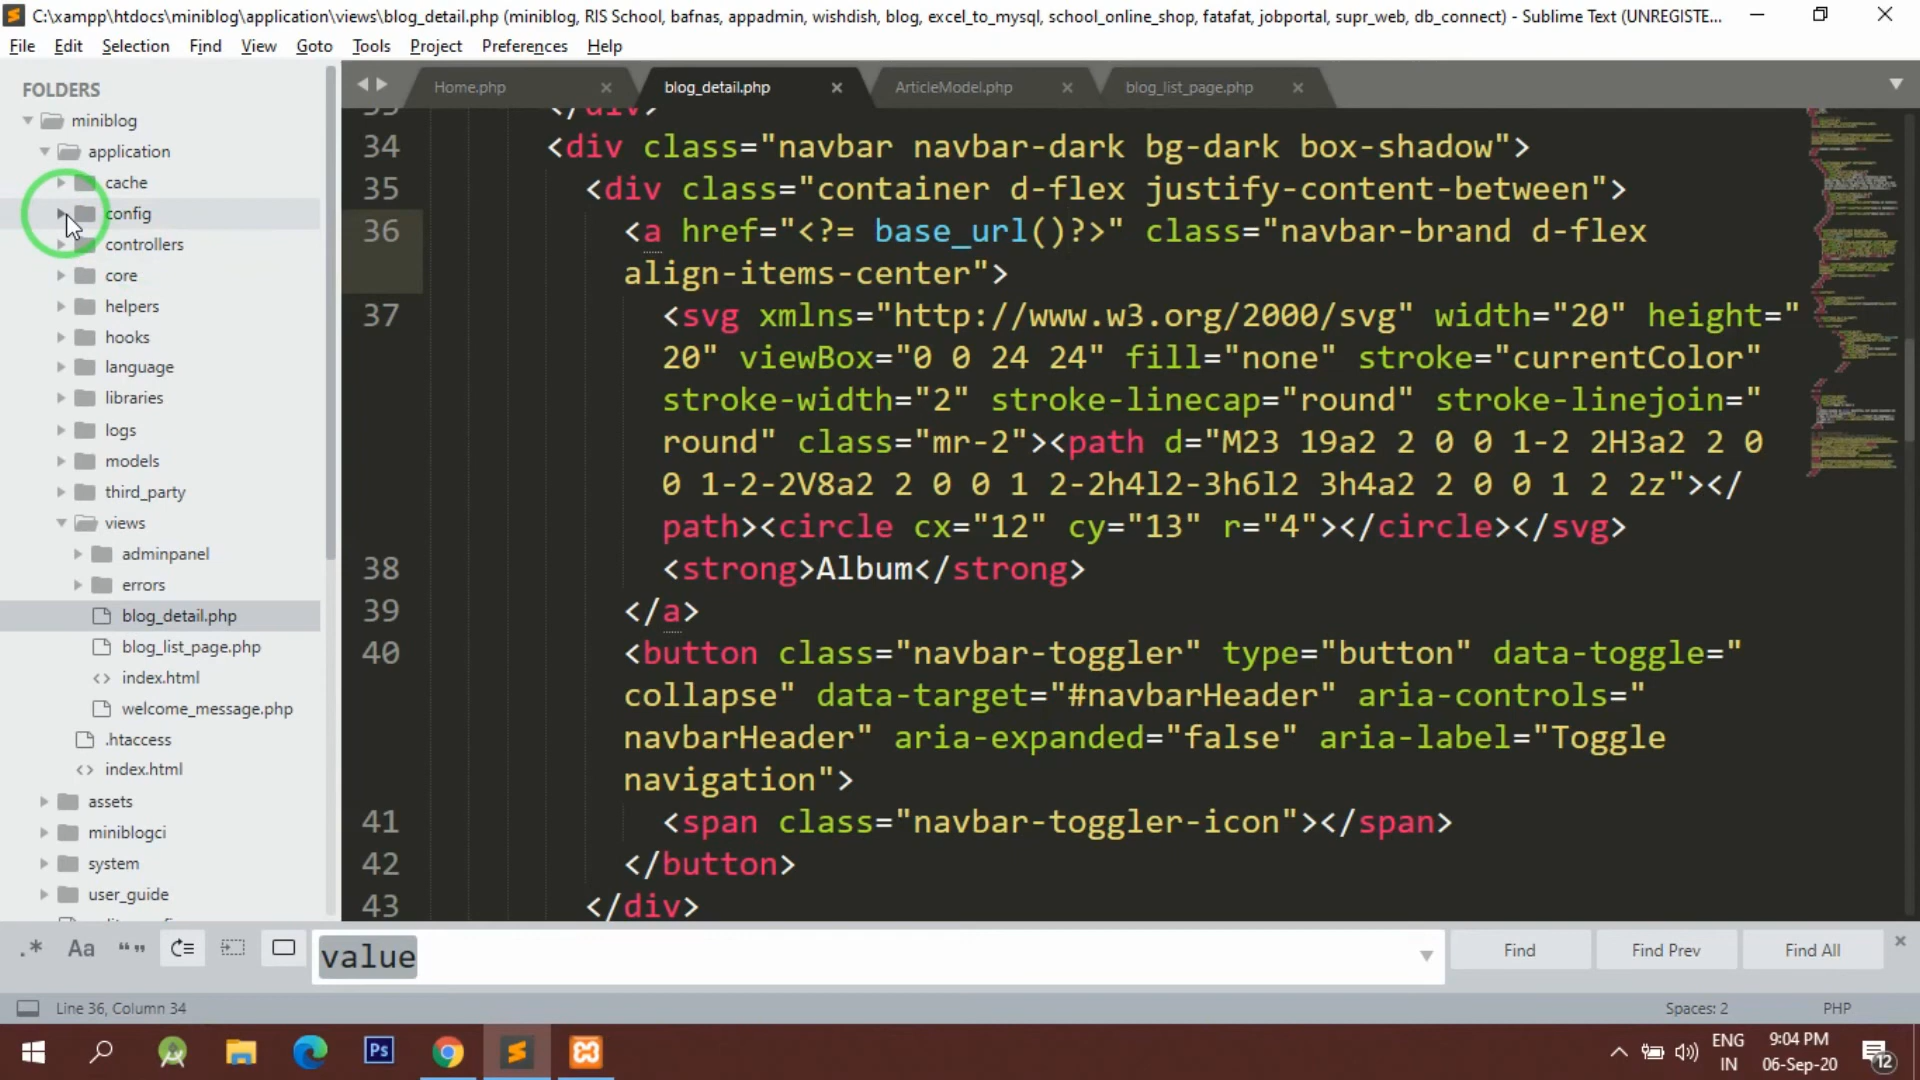 C:\xampp\htdocs\miniblog\application\views\blog_detail.php (miniblog, RIS School, bafnas, appadmin, wishdish, blog, excel_to_mysql, school_online_shop, fatafat, jobportal, supr_web, db_connect) - Sublime Text (UNREGISTE...
File Edit Selection Find View Goto Tools Project Preferences Help
FOLDERS
miniblog
application
cache
config
controllers
core
helpers
hooks
language
libraries
logs
models
third_party
views
adminpanel
errors
blog_detail.php
blog_list_page.php
index.html
welcome_message.php
.htaccess
index.html
assets
miniblogci
system
user_guide
Home.php blog_detail.php ArticleModel.php blog_list_page.php
33 </div>
34 <div class="navbar navbar-dark bg-dark box-shadow">
35 <div class="container d-flex justify-content-between">
36 <a href="<?= base_url()?>" class="navbar-brand d-flex
align-items-center">
37 <svg xmlns="http://www.w3.org/2000/svg" width="20" height="
20" viewBox="0 0 24 24" fill="none" stroke="currentColor"
stroke-width="2" stroke-linecap="round" stroke-linejoin="
round" class="mr-2"><path d="M23 19a2 2 0 0 1-2 2H3a2 2 0
0 1-2-2V8a2 2 0 0 1 2-2h4l2-3h6l2 3h4a2 2 0 0 1 2 2z"></
path><circle cx="12" cy="13" r="4"></circle></svg>
38 <strong>Album</strong>
39 </a>
40 <button class="navbar-toggler" type="button" data-toggle="
collapse" data-target="#navbarHeader" aria-controls="
navbarHeader" aria-expanded="false" aria-label="Toggle
navigation">
41 <span class="navbar-toggler-icon"></span>
42 </button>
43 </div>
.* Aa “” value Find Find Prev Find All
Line 36, Column 34 Spaces: 2 PHP
Ps
ENG
IN
9:04 PM
06-Sep-20
12